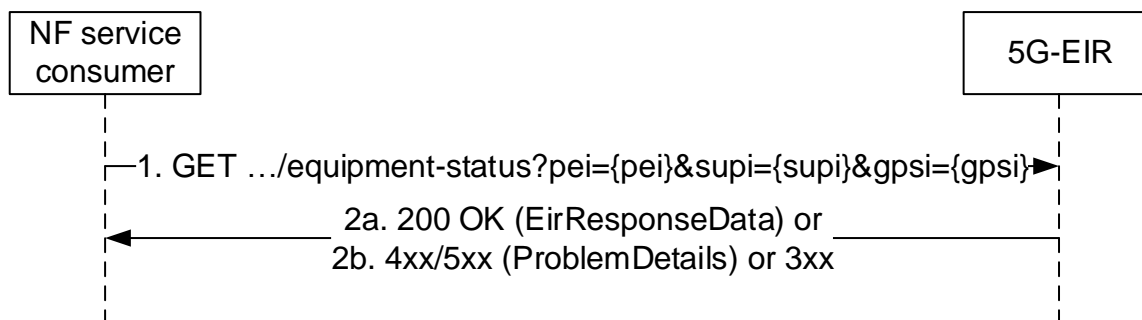 NF service
consumer
5G-EIR
1. GET …/equipment-status?pei={pei}&supi={supi}&gpsi={gpsi}
2a. 200 OK (EirResponseData) or
2b. 4xx/5xx (ProblemDetails) or 3xx